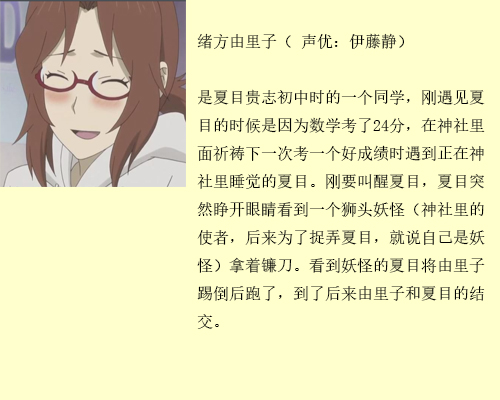 绪方由里子（ 声优：伊藤静）
是夏目贵志初中时的一个同学，刚遇见夏
目的时候是因为数学考了24分，在神社里
面祈祷下一次考一个好成绩时遇到正在神
社里睡觉的夏目。刚要叫醒夏目，夏目突
然睁开眼睛看到一个狮头妖怪（神社里的
使者，后来为了捉弄夏目，就说自己是妖
怪）拿着镰刀。看到妖怪的夏目将由里子
踢倒后跑了，到了后来由里子和夏目的结
交。